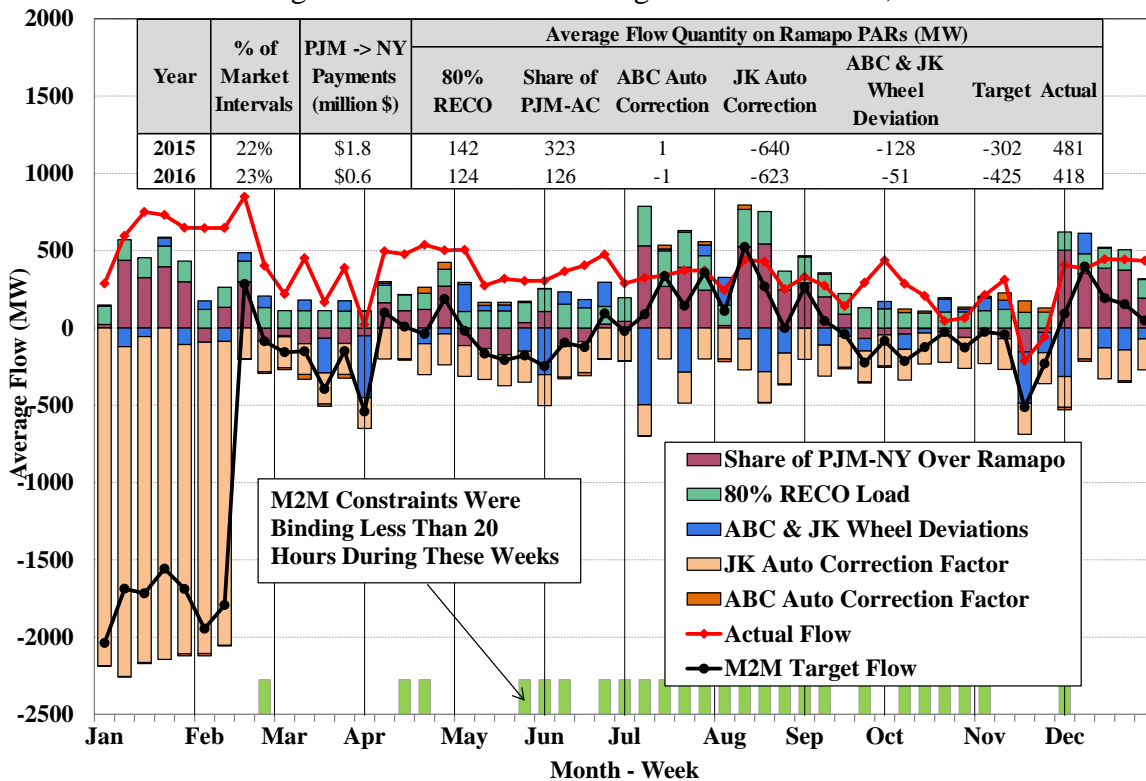 2000
1500
1000
500
0
-500
-1000
-1500
-2000
-2500
Average Flow (MW)
Year
% of Market Intervals
PJM -> NY Payments (million $)
Average Flow Quantity on Ramapo PARs (MW)
80% RECO
Share of PJM-AC
ABC Auto Correction
JK Auto Correction
ABC & JK Wheel Deviation
Target
Actual
2015 22% $1.8 142 323 1 -640 -128 -302 481
2016 23% $0.6 124 126 -1 -623 -51 -425 418
M2M Constraints Were
Binding Less Than 20
Hours During These Weeks
Share of PJM-NY Over Ramapo
80% RECO Load
ABC & JK Wheel Deviations
JK Auto Correction Factor
ABC Auto Correction Factor
Actual Flow
M2M Target Flow
Jan Feb Mar Apr May Jun Jul Aug Sep Oct Nov Dec
Month - Week